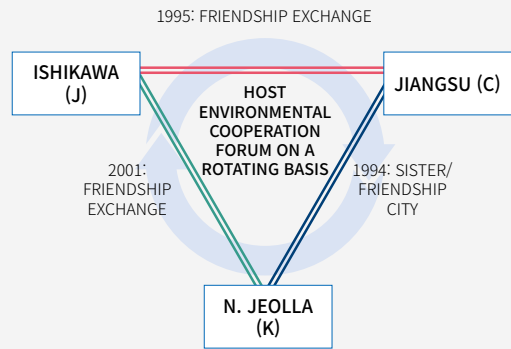 1995: FRIENDSHIP EXCHANGE
ISHIKAWA
(J)
JIANGSU (C)
HOST
ENVIRONMENTAL
COOPERATION
FORUM ON A
ROTATING BASIS
2001:
FRIENDSHIP
EXCHANGE
1994: SISTER/
FRIENDSHIP
CITY
N. JEOLLA
(K)